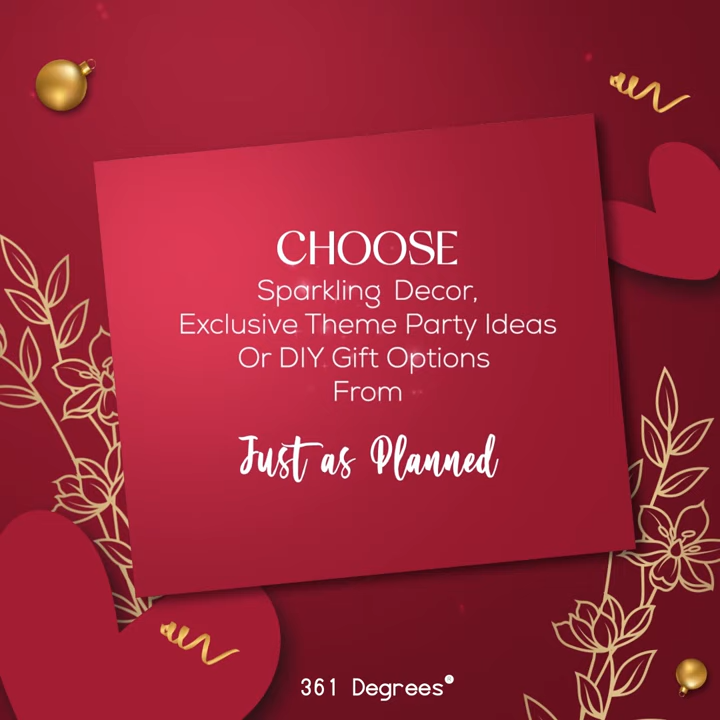 CHOOSE
Sparkling Decor,
Exclusive Theme Party Ideas
Or DIY Gift Options
From
Just as Planned
361 Degrees®